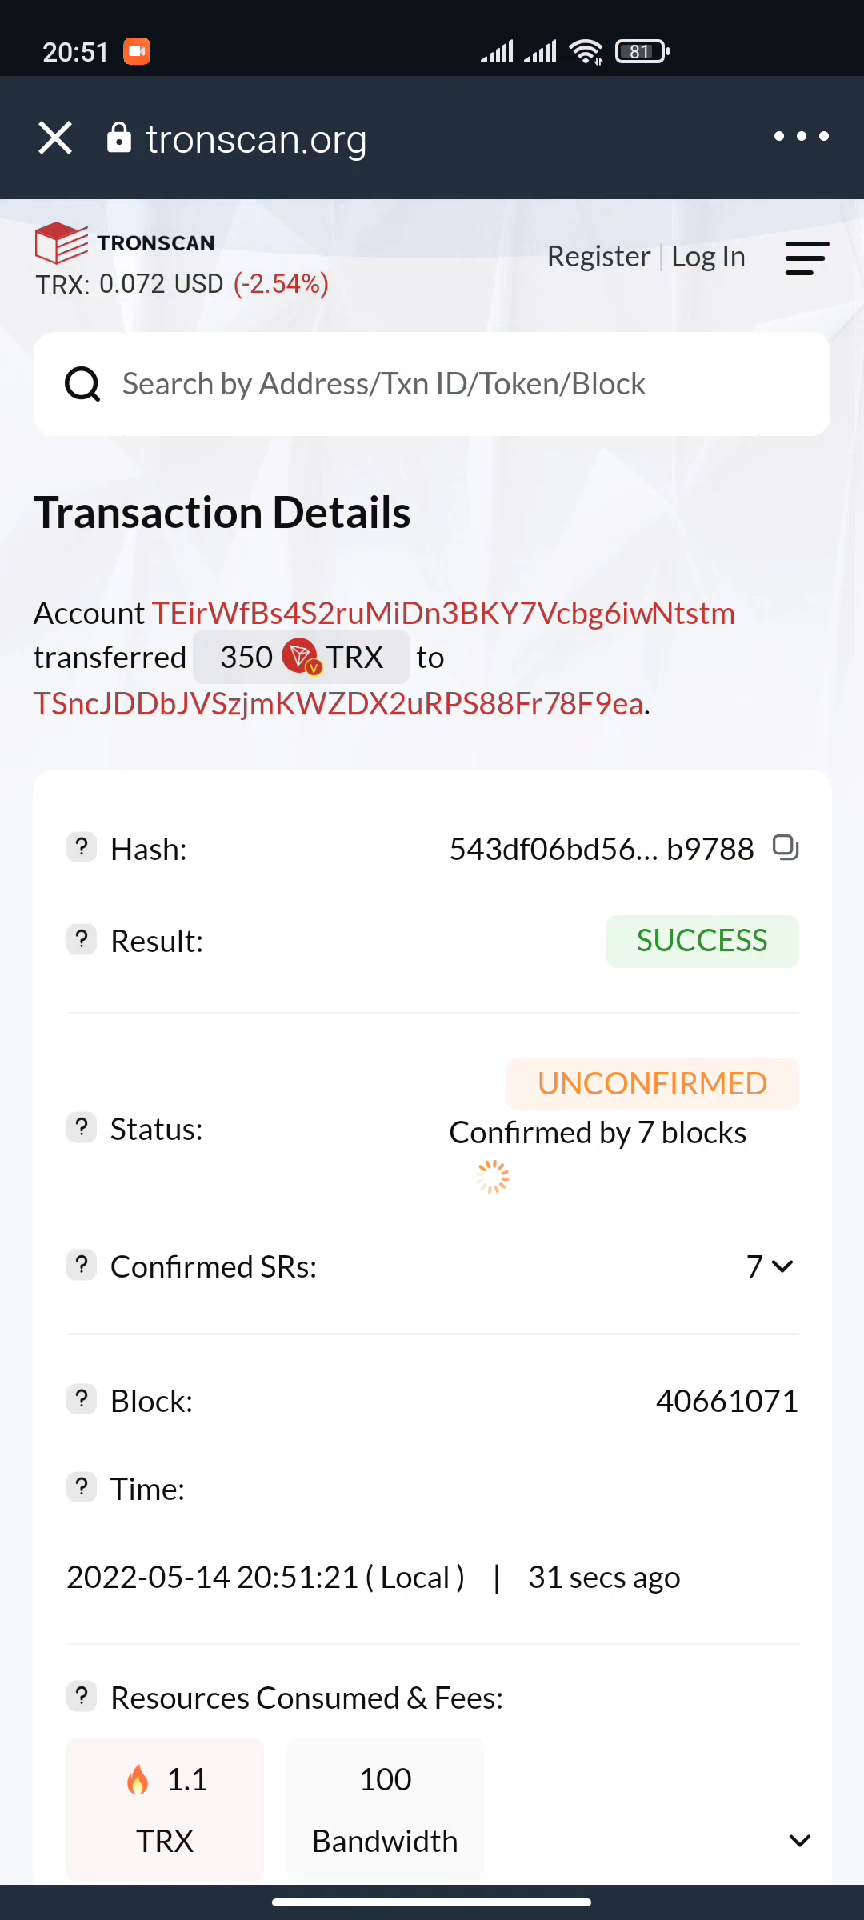 20:51
81
tronscan.org
TRONSCAN
TRX: 0.072 USD (-2.54%)
Register | Log In
Search by Address/Txn ID/Token/Block
Transaction Details
Account TEirWfBs4S2ruMiDn3BKY7Vcbg6iwNtstm
transferred 350 TRX to
TSncJDDbJVSzjmKWZDX2uRPS88Fr78F9ea.
? Hash: 543df06bd56... b9788
? Result: SUCCESS
UNCONFIRMED
? Status: Confirmed by 7 blocks
? Confirmed SRs: 7
? Block: 40661071
? Time:
2022-05-14 20:51:21 ( Local ) | 31 secs ago
? Resources Consumed & Fees:
1.1 100
TRX Bandwidth